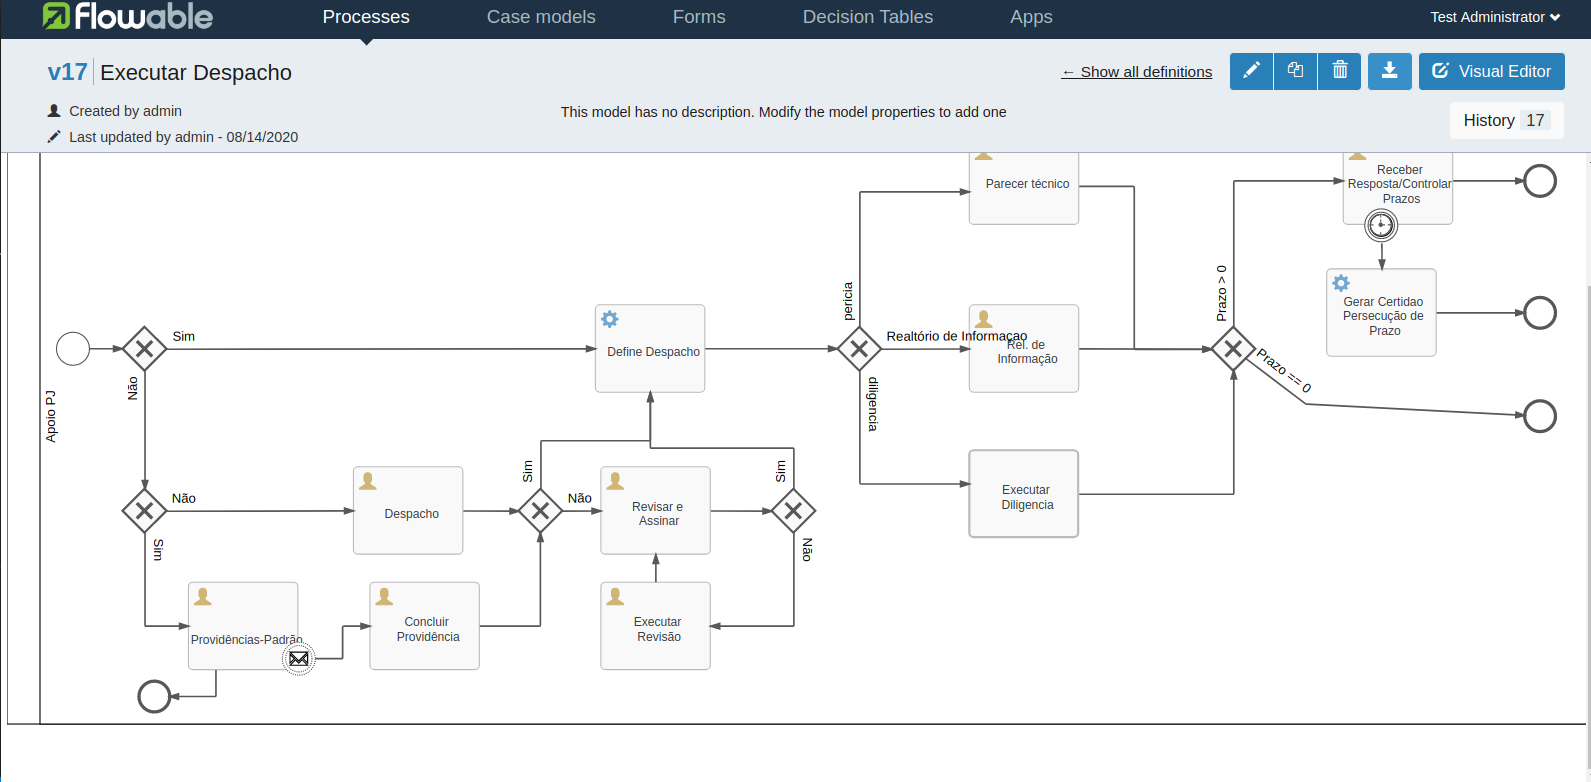 flowable
Processes
Case models
Forms
Decision Tables
Apps
Test Administrator
v17
Executar Despacho
← Show all definitions
Visual Editor
Created by admin
This model has no description. Modify the model properties to add one
History 17
Last updated by admin - 08/14/2020
Apoio PJ
Sim
Não
Define Despacho
pericia
Realtório de Informaçao
diligencia
Parecer técnico
Rel. de
Informação
Executar
Diligencia
Prazo > 0
Prazo == 0
Receber
Resposta/Controlar
Prazos
Gerar Certidao
Persecução de
Prazo
Não
Sim
Despacho
Sim
Não
Revisar e
Assinar
Sim
Não
Providências-Padrão
Concluir
Providência
Executar
Revisão